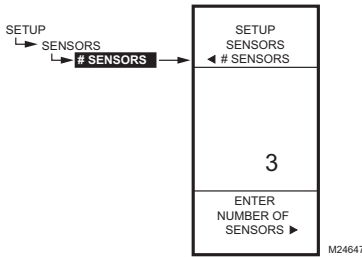 SETUP
SENSORS
# SENSORS
SETUP
SENSORS
◄ # SENSORS
3
ENTER
NUMBER OF
SENSORS ►
M24647